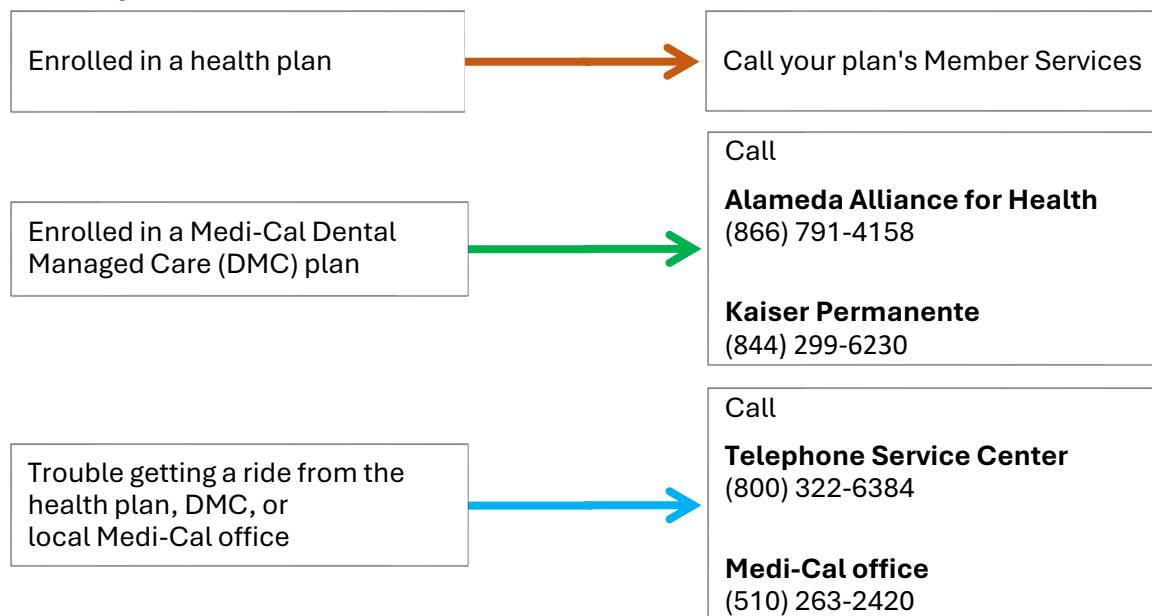 Enrolled in a health plan
Call your plan's Member Services
Enrolled in a Medi-Cal Dental
Managed Care (DMC) plan
Call
Alameda Alliance for Health
(866) 791-4158
Kaiser Permanente
(844) 299-6230
Trouble getting a ride from the
health plan, DMC, or
local Medi-Cal office
Call
Telephone Service Center
(800) 322-6384
Medi-Cal office
(510) 263-2420